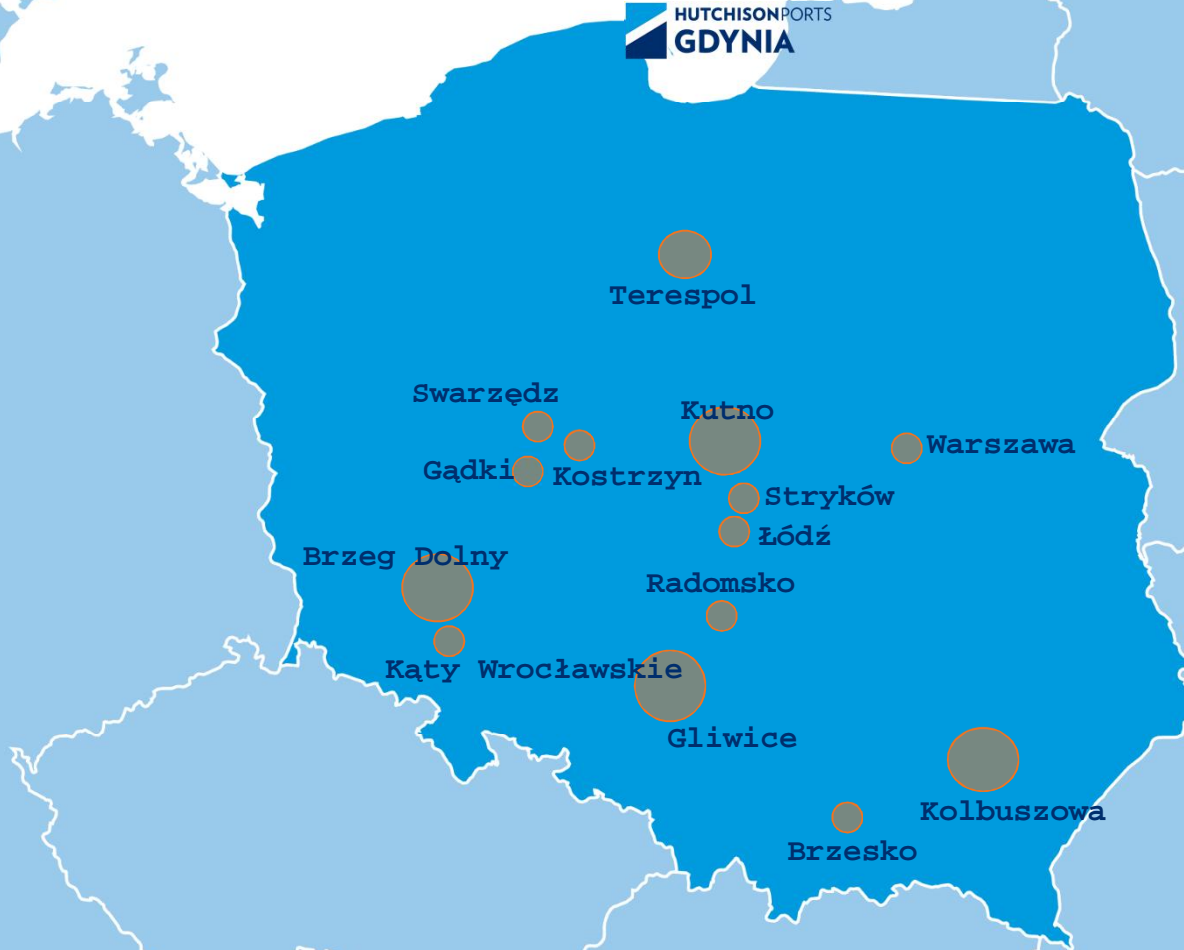 HUTCHISONPORTS
GDYNIA
Terespol
Swarzędz
Kutno
Warszawa
Gądki
Kostrzyn
Stryków
Łódź
Brzeg Dolny
Radomsko
Kąty Wrocławskie
Gliwice
Kolbuszowa
Brzesko